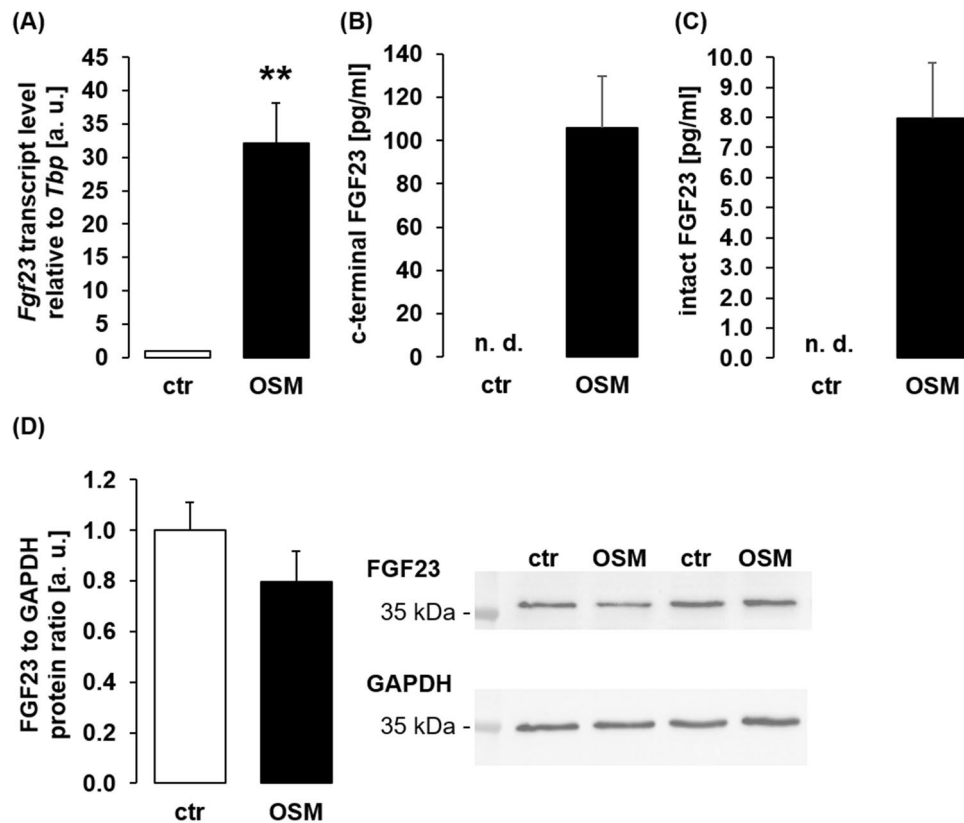 (A)
Fgf23 transcript level
relative to Tbp [a. u.]
45
40
35
30
25
20
15
10
5
0
**
ctr
OSM
(B)
c-terminal FGF23 [pg/ml]
140
120
100
80
60
40
20
0
n. d.
ctr
OSM
(C)
intact FGF23 [pg/ml]
10.0
9.0
8.0
7.0
6.0
5.0
4.0
3.0
2.0
1.0
0.0
n. d.
ctr
OSM
(D)
FGF23 to GAPDH
protein ratio [a. u.]
1.2
1.0
0.8
0.6
0.4
0.2
0.0
ctr
OSM
ctr OSM ctr OSM
FGF23
35 kDa -
GAPDH
35 kDa -